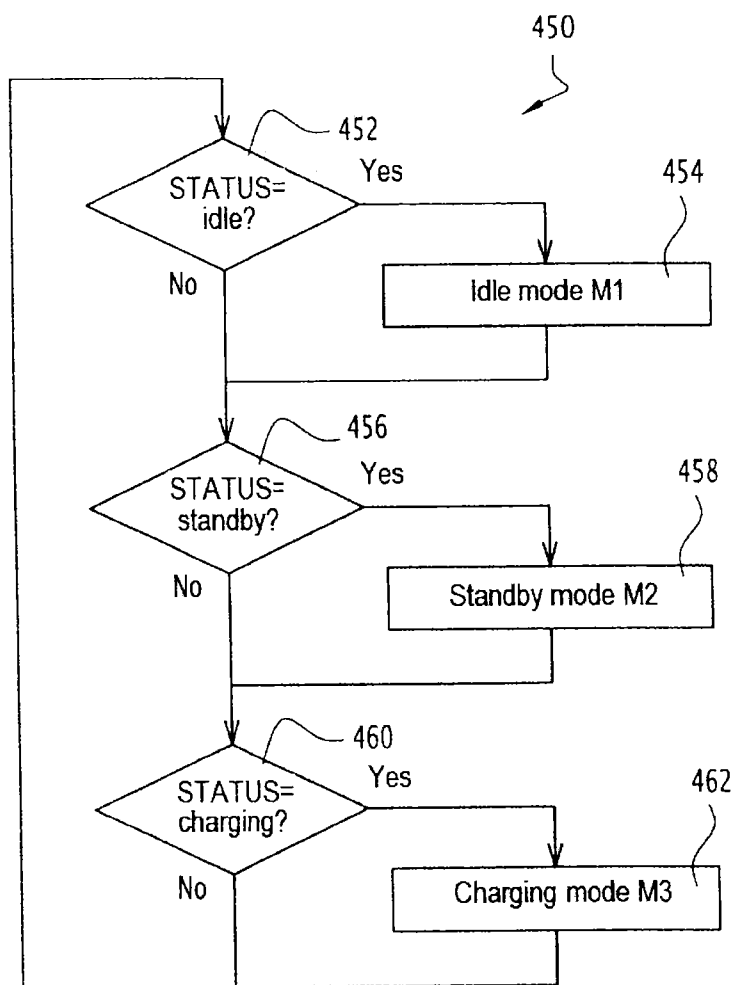 450
452
STATUS=
idle?
Yes
454
No
Idle mode M1
456
STATUS=
standby?
Yes
458
No
Standby mode M2
460
STATUS=
charging?
Yes
462
No
Charging mode M3